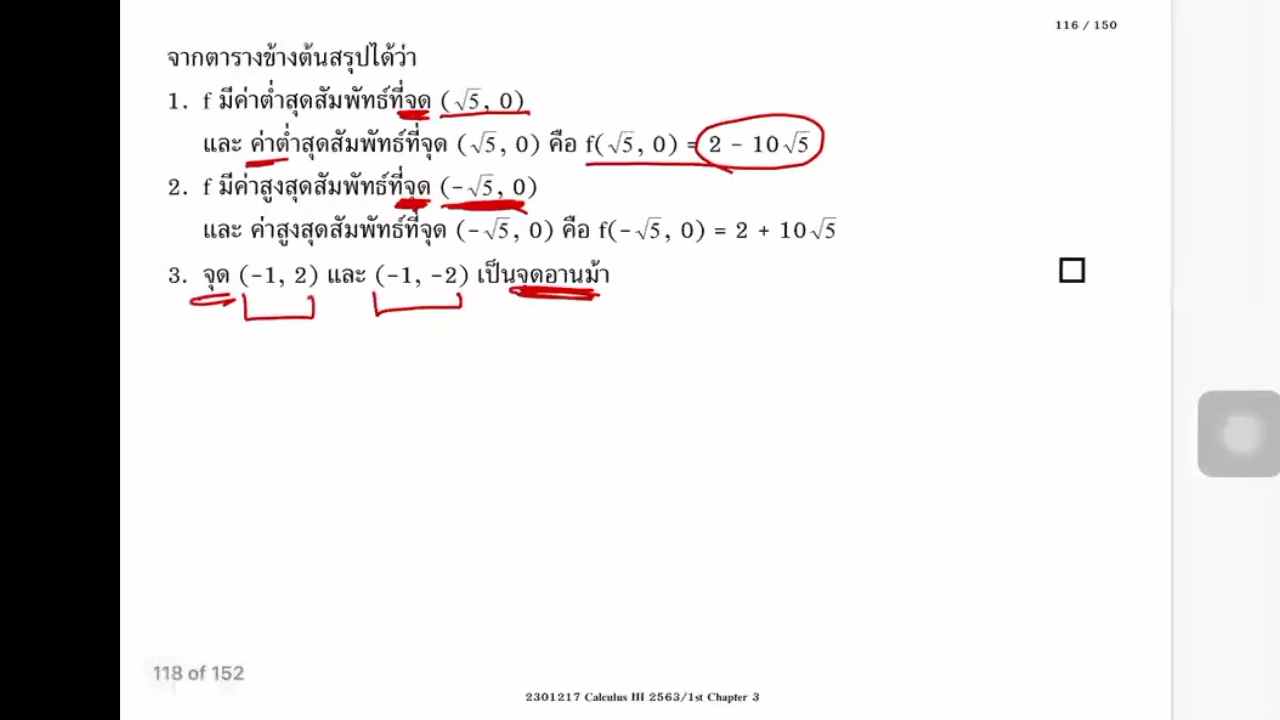 116 / 150
จากตารางข้างต้นสรุปได้ว่า
1. f มีค่าต่ำสุดสัมพัทธ์ที่จุด (√5, 0)
และ ค่าต่ำสุดสัมพัทธ์ที่จุด (√5, 0) คือ f(√5, 0) = 2 − 10√5
2. f มีค่าสูงสุดสัมพัทธ์ที่จุด (−√5, 0)
และ ค่าสูงสุดสัมพัทธ์ที่จุด (−√5, 0) คือ f(−√5, 0) = 2 + 10√5
3. จุด (−1, 2) และ (−1, −2) เป็นจุดอานม้า
118 of 152
2301217 Calculus III 2563/1st Chapter 3